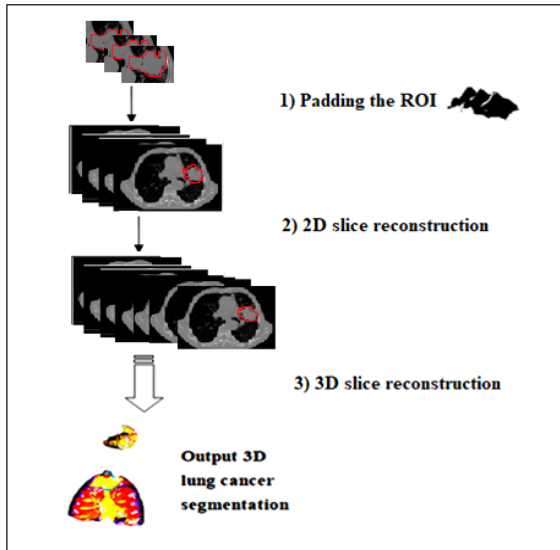 1) Padding the ROI
2) 2D slice reconstruction
3) 3D slice reconstruction
Output 3D
lung cancer
segmentation